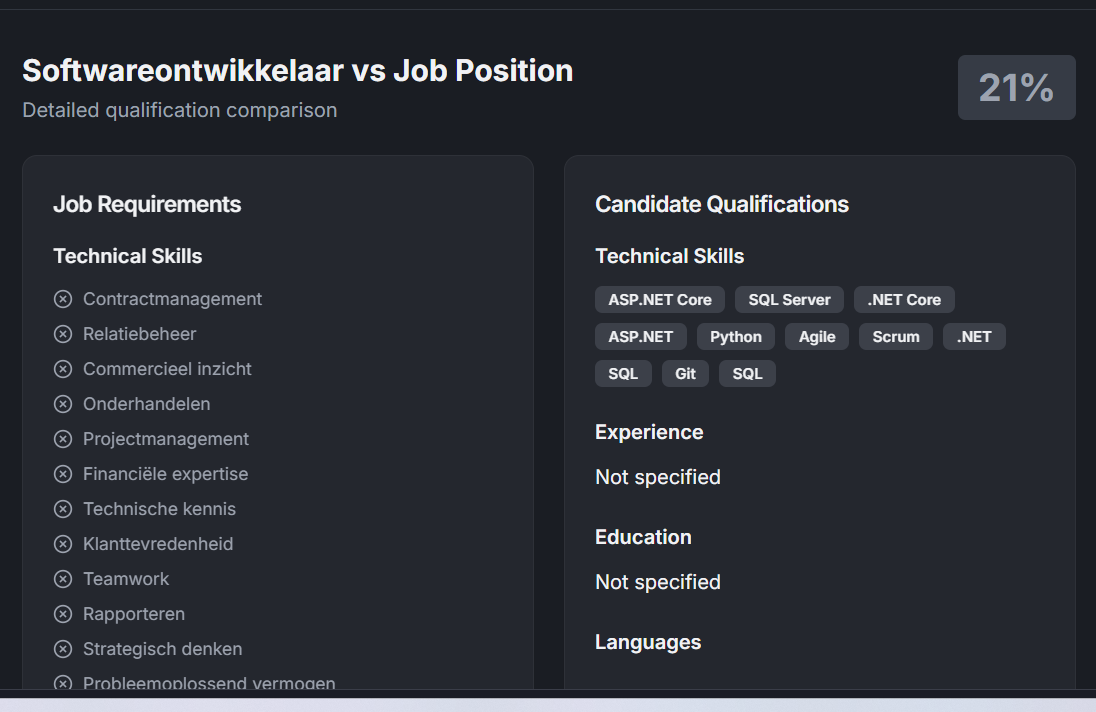 Softwareontwikkelaar vs Job Position
21%
Detailed qualification comparison
Job Requirements
Technical Skills
Contractmanagement
Relatiebeheer
Commercieel inzicht
Onderhandelen
Projectmanagement
Financiële expertise
Technische kennis
Klanttevredenheid
Teamwork
Rapporteren
Strategisch denken
Probleemoplossend vermogen
Candidate Qualifications
Technical Skills
ASP.NET Core SQL Server .NET Core
ASP.NET Python Agile Scrum .NET
SQL Git SQL
Experience
Not specified
Education
Not specified
Languages